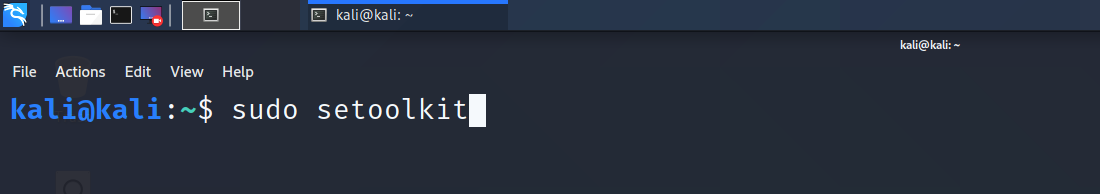 kali@kali: ~
kali@kali: ~
File Actions Edit View Help
kali@kali:~$ sudo setoolkit